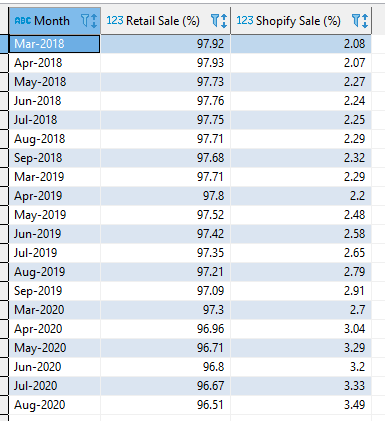 ABC Month 123 Retail Sale (%) 123 Shopify Sale (%)
Mar-2018 97.92 2.08
Apr-2018 97.93 2.07
May-2018 97.73 2.27
Jun-2018 97.76 2.24
Jul-2018 97.75 2.25
Aug-2018 97.71 2.29
Sep-2018 97.68 2.32
Mar-2019 97.71 2.29
Apr-2019 97.8 2.2
May-2019 97.52 2.48
Jun-2019 97.42 2.58
Jul-2019 97.35 2.65
Aug-2019 97.21 2.79
Sep-2019 97.09 2.91
Mar-2020 97.3 2.7
Apr-2020 96.96 3.04
May-2020 96.71 3.29
Jun-2020 96.8 3.2
Jul-2020 96.67 3.33
Aug-2020 96.51 3.49